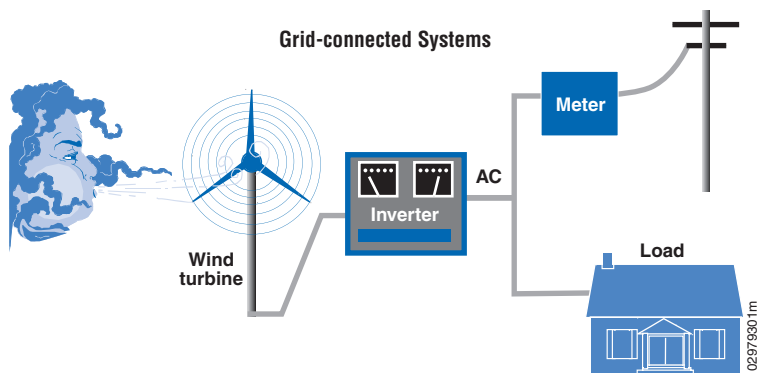 Grid-connected Systems
Meter
AC
Inverter
Wind
turbine
Load
02979301m